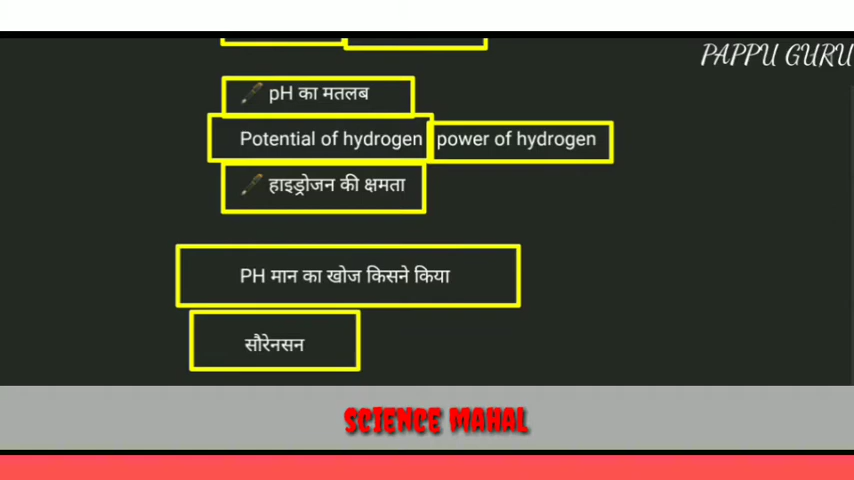 PAPPU GURU
pH का मतलब
Potential of hydrogen power of hydrogen
हाइड्रोजन की क्षमता
PH मान का खोज किसने किया
सौरेनसन
SCIENCE MAHAL